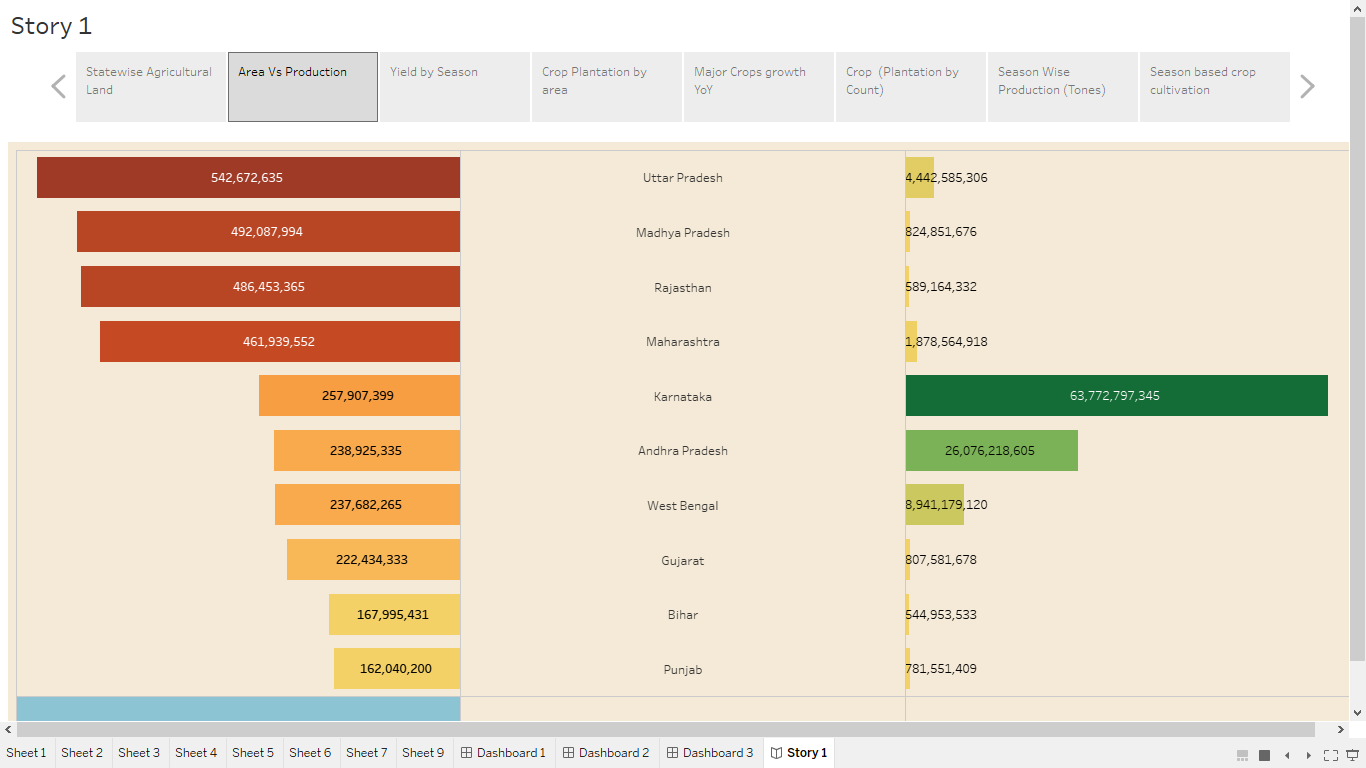 Story 1
Statewise Agricultural
Land
Area Vs Production
Yield by Season
Crop Plantation by
area
Major Crops growth
YoY
Crop (Plantation by
Count)
Season Wise
Production (Tones)
Season based crop
cultivation
542,672,635 Uttar Pradesh 4,442,585,306
492,087,994 Madhya Pradesh 824,851,676
486,453,365 Rajasthan 589,164,332
461,939,552 Maharashtra 1,878,564,918
257,907,399 Karnataka 63,772,797,345
238,925,335 Andhra Pradesh 26,076,218,605
237,682,265 West Bengal 8,941,179,120
222,434,333 Gujarat 807,581,678
167,995,431 Bihar 544,953,533
162,040,200 Punjab 781,551,409
Sheet 1 Sheet 2 Sheet 3 Sheet 4 Sheet 5 Sheet 6 Sheet 7 Sheet 9 Dashboard 1 Dashboard 2 Dashboard 3 Story 1